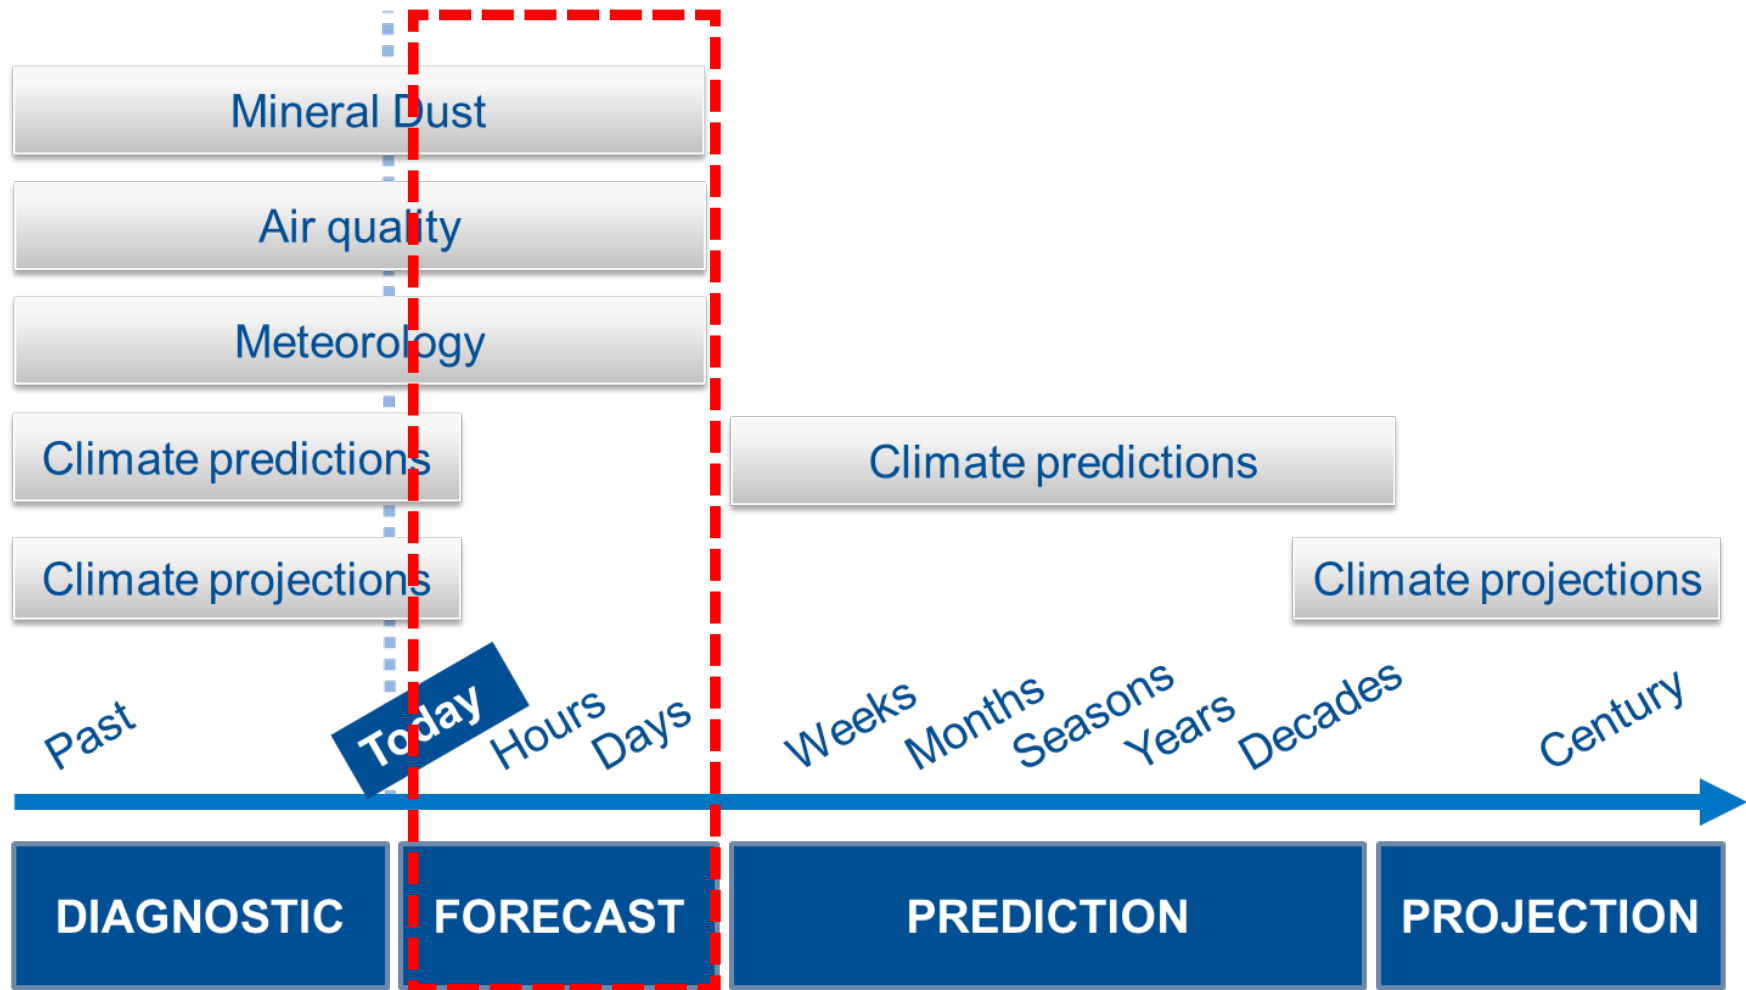 Mineral Dust
Air quality
Meteorology
Climate predictions
Climate predictions
Climate projections
Climate projections
Past
Today
Hours
Days
Weeks
Months
Seasons
Years
Decades
Century
DIAGNOSTIC
FORECAST
PREDICTION
PROJECTION